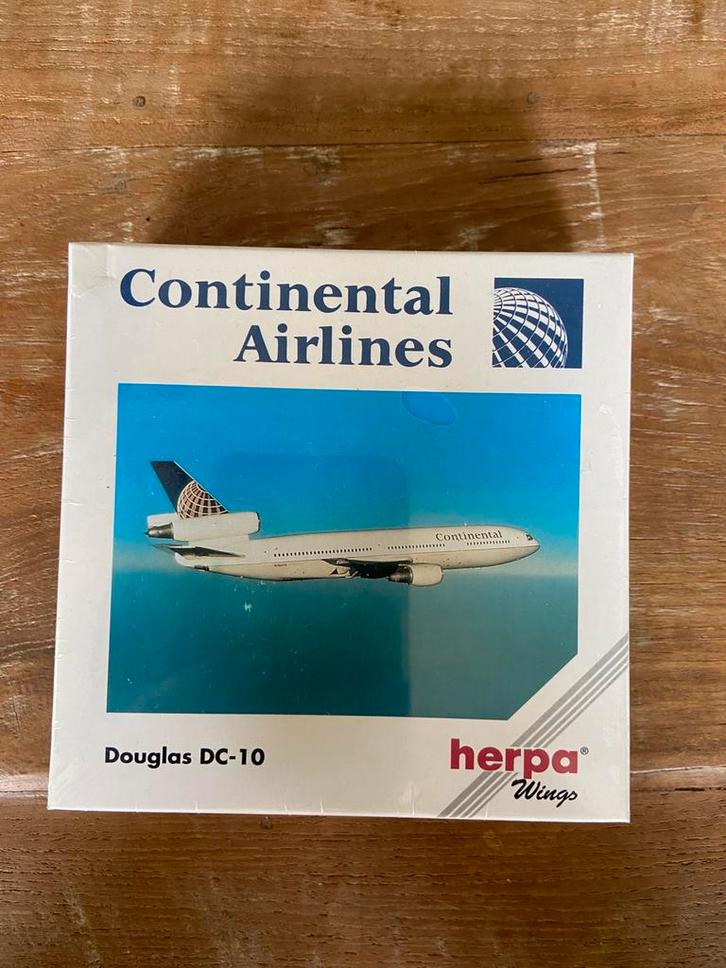 Continental
Airlines
Continental
Douglas DC-10
herpa®
Wings